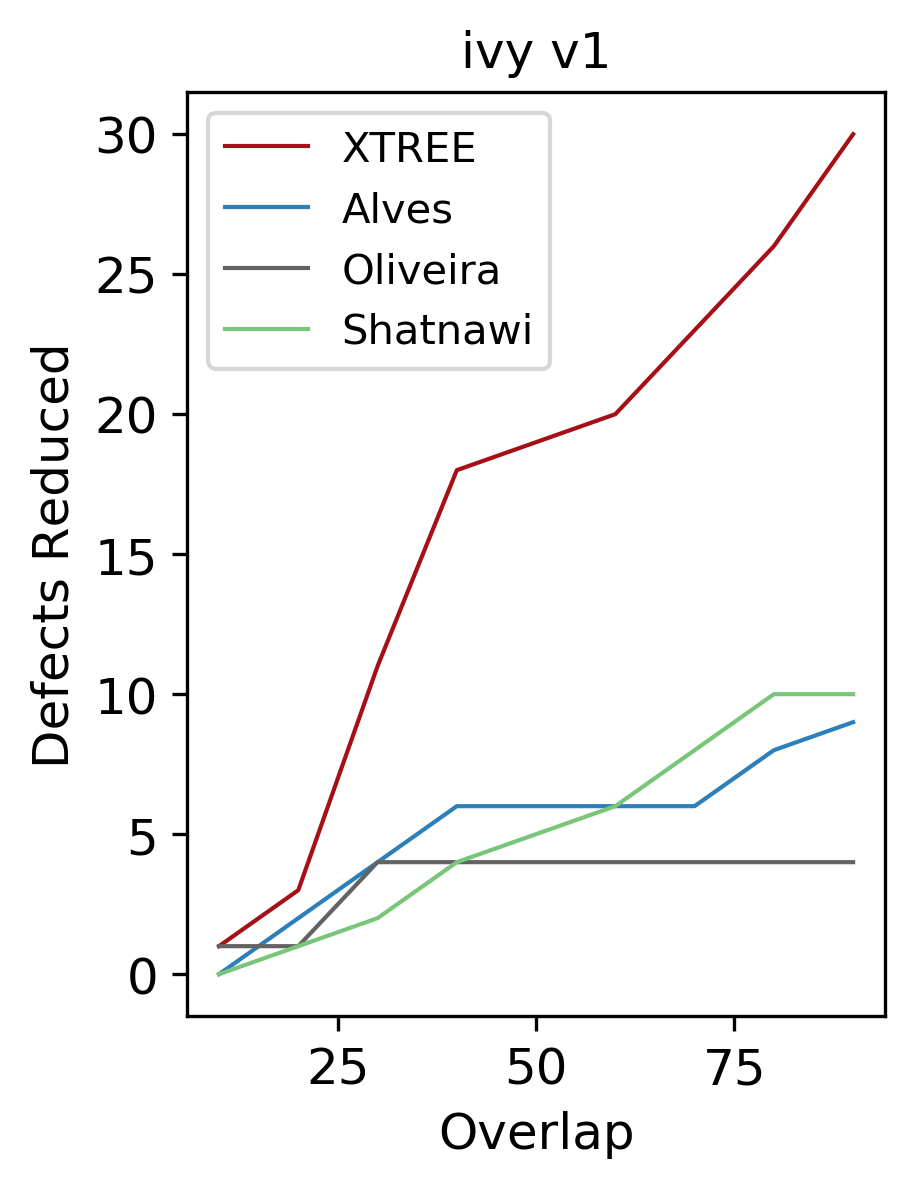 ivy v1
30
25
20
15
10
5
0
Defects Reduced
XTREE
Alves
Oliveira
Shatnawi
25 50 75
Overlap